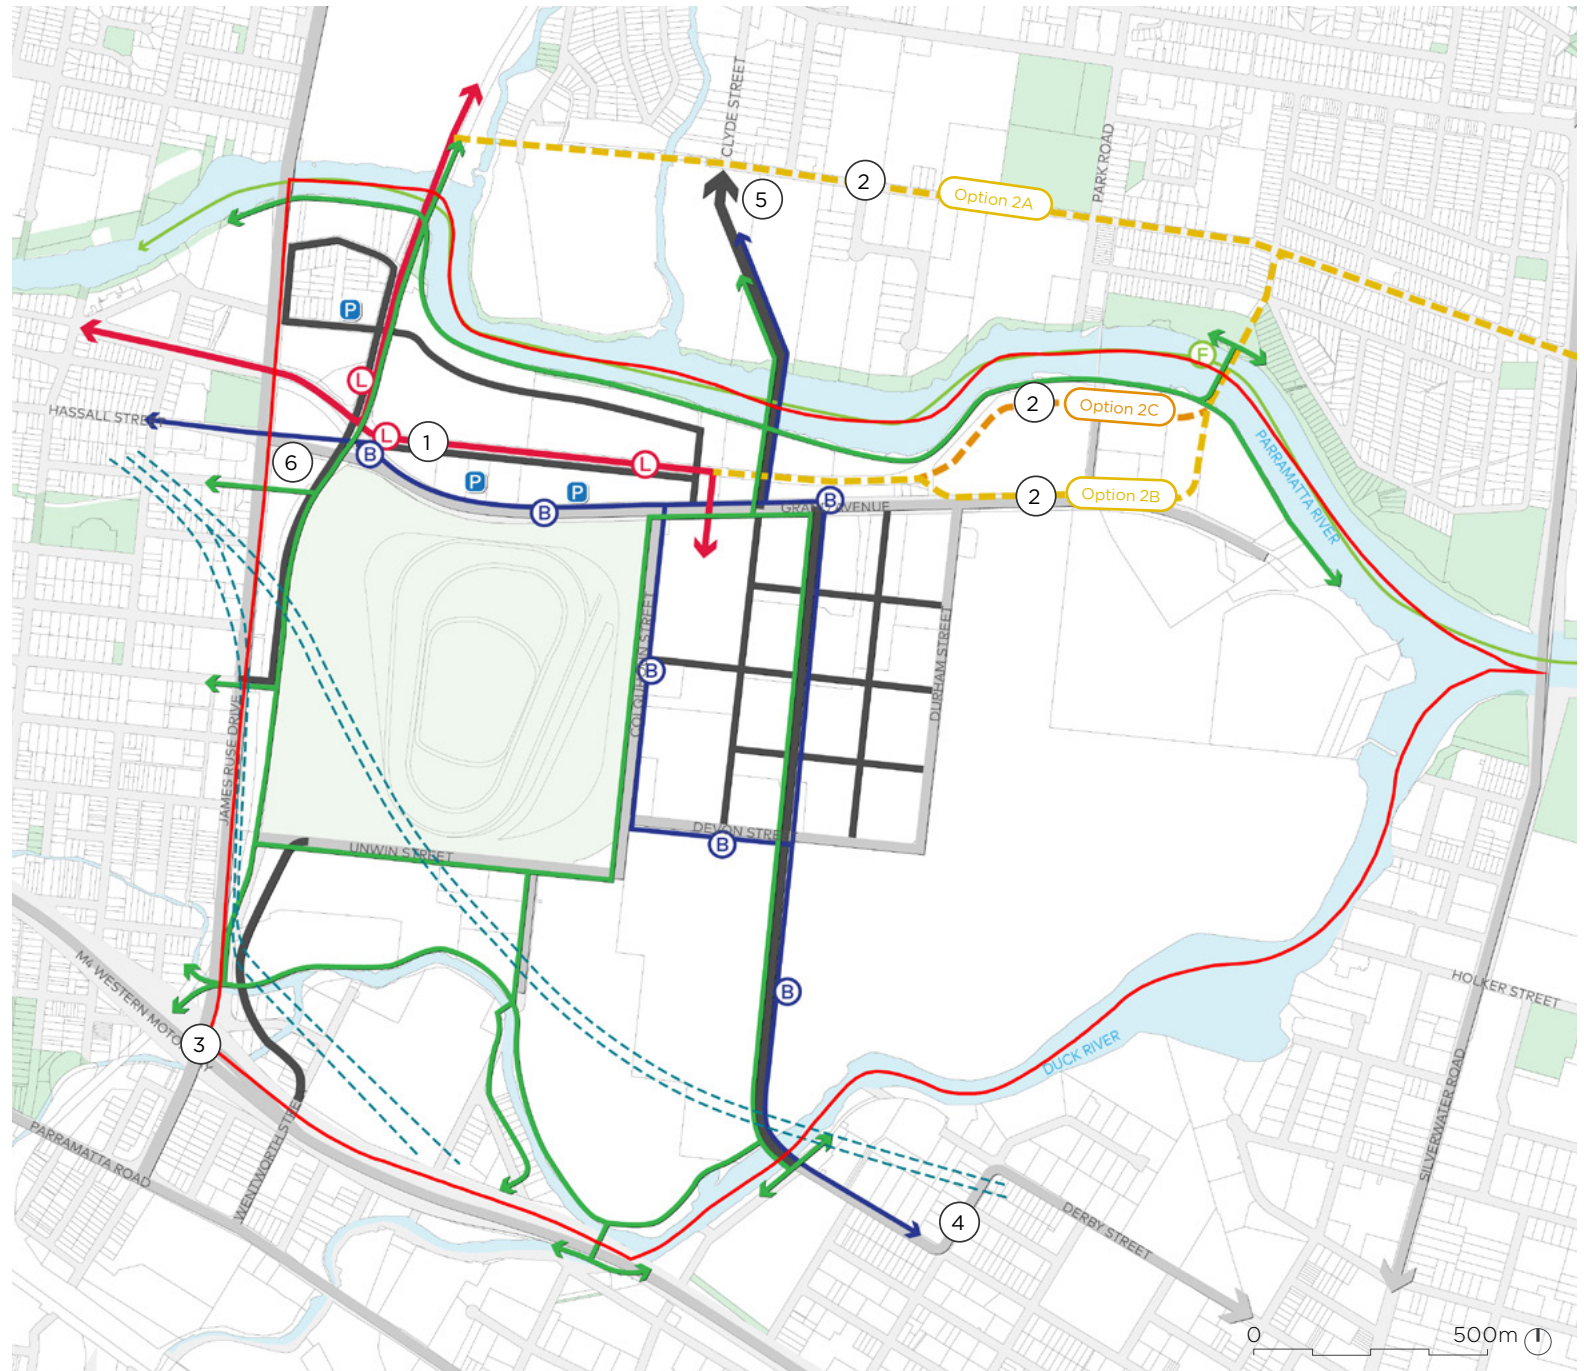 CLYDE STREET
PARK ROAD
5
2
Option 2A
P
F
L
HASSALL STREET
L
1
B
6
L
P
P
B
2
Option 2C
2
Option 2B
B
GRAND AVENUE
PARRAMATTA RIVER
COLQUHOUN STREET
B
DURHAM STREET
JAMES RUSE DRIVE
DEVON STREET
B
UNWIN STREET
M4 WESTERN MOTORWAY
3
B
HOLKER STREET
DUCK RIVER
SILVERWATER ROAD
PARRAMATTA ROAD
WENTWORTH STREET
4
DERBY STREET
0
500m